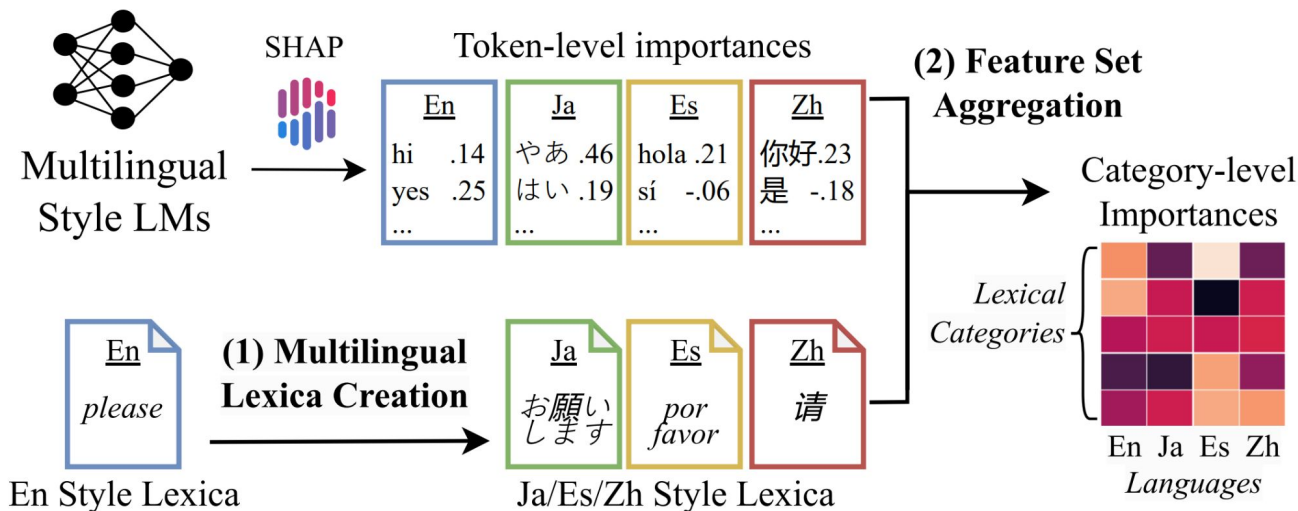 SHAP
Token-level importances
Multilingual
Style LMs
En
hi .14
yes .25
...
Ja
やあ .46
はい .19
...
Es
hola .21
sí -.06
...
Zh
你好 .23
是 -.18
...
(2) Feature Set
Aggregation
Category-level
Importances
Lexical
Categories
En Ja Es Zh
Languages
En
please
En Style Lexica
(1) Multilingual
Lexica Creation
Ja
お願い
します
Es
por
favor
Zh
请
Ja/Es/Zh Style Lexica